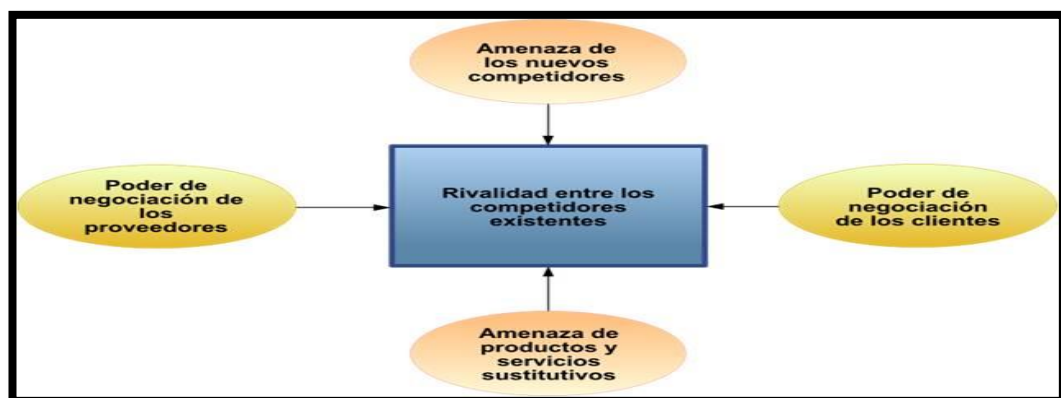 Amenaza de
los nuevos
competidores
Poder de
negociación de
los
proveedores
Rivalidad entre los
competidores
existentes
Poder de
negociación
de los clientes
Amenaza de
productos y
servicios
sustitutivos